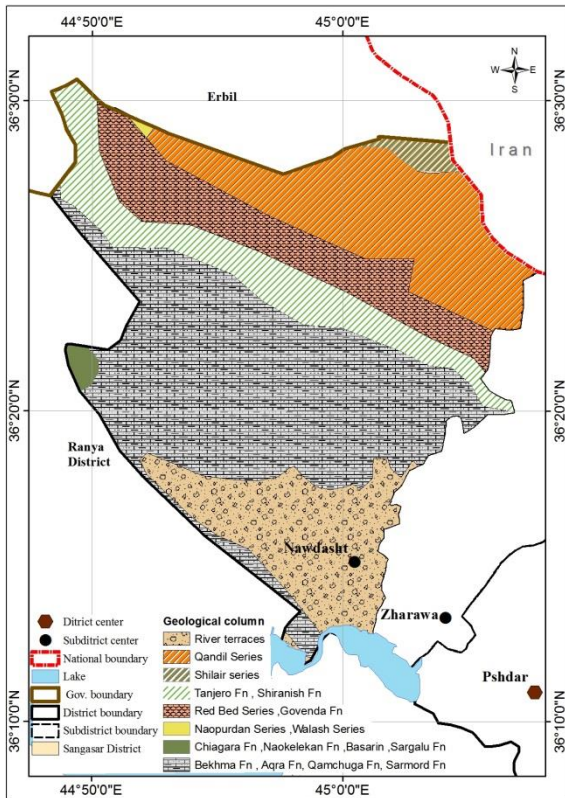 44°50'0"E
45°0'0"E
N
W
E
S
36°30'0"N
36°30'0"N
Erbil
Iran
36°20'0"N
36°20'0"N
Ranya
District
Nawdasht
Zharawa
Pshdar
36°10'0"N
36°10'0"N
Ditrict center
Subditrict center
National boundary
Lake
Gov. boundary
District boundary
Subdistrict boundary
Sangasar District
Geological column
River terraces
Qandil Series
Shilair series
Tanjero Fn , Shiranish Fn
Red Bed Series ,Govenda Fn
Naopurdan Series ,Walash Series
Chiagara Fn ,Naokelekan Fn ,Basarin ,Sargalu Fn
Bekhma Fn , Aqra Fn, Qamchuga Fn, Sarmord Fn
44°50'0"E
45°0'0"E